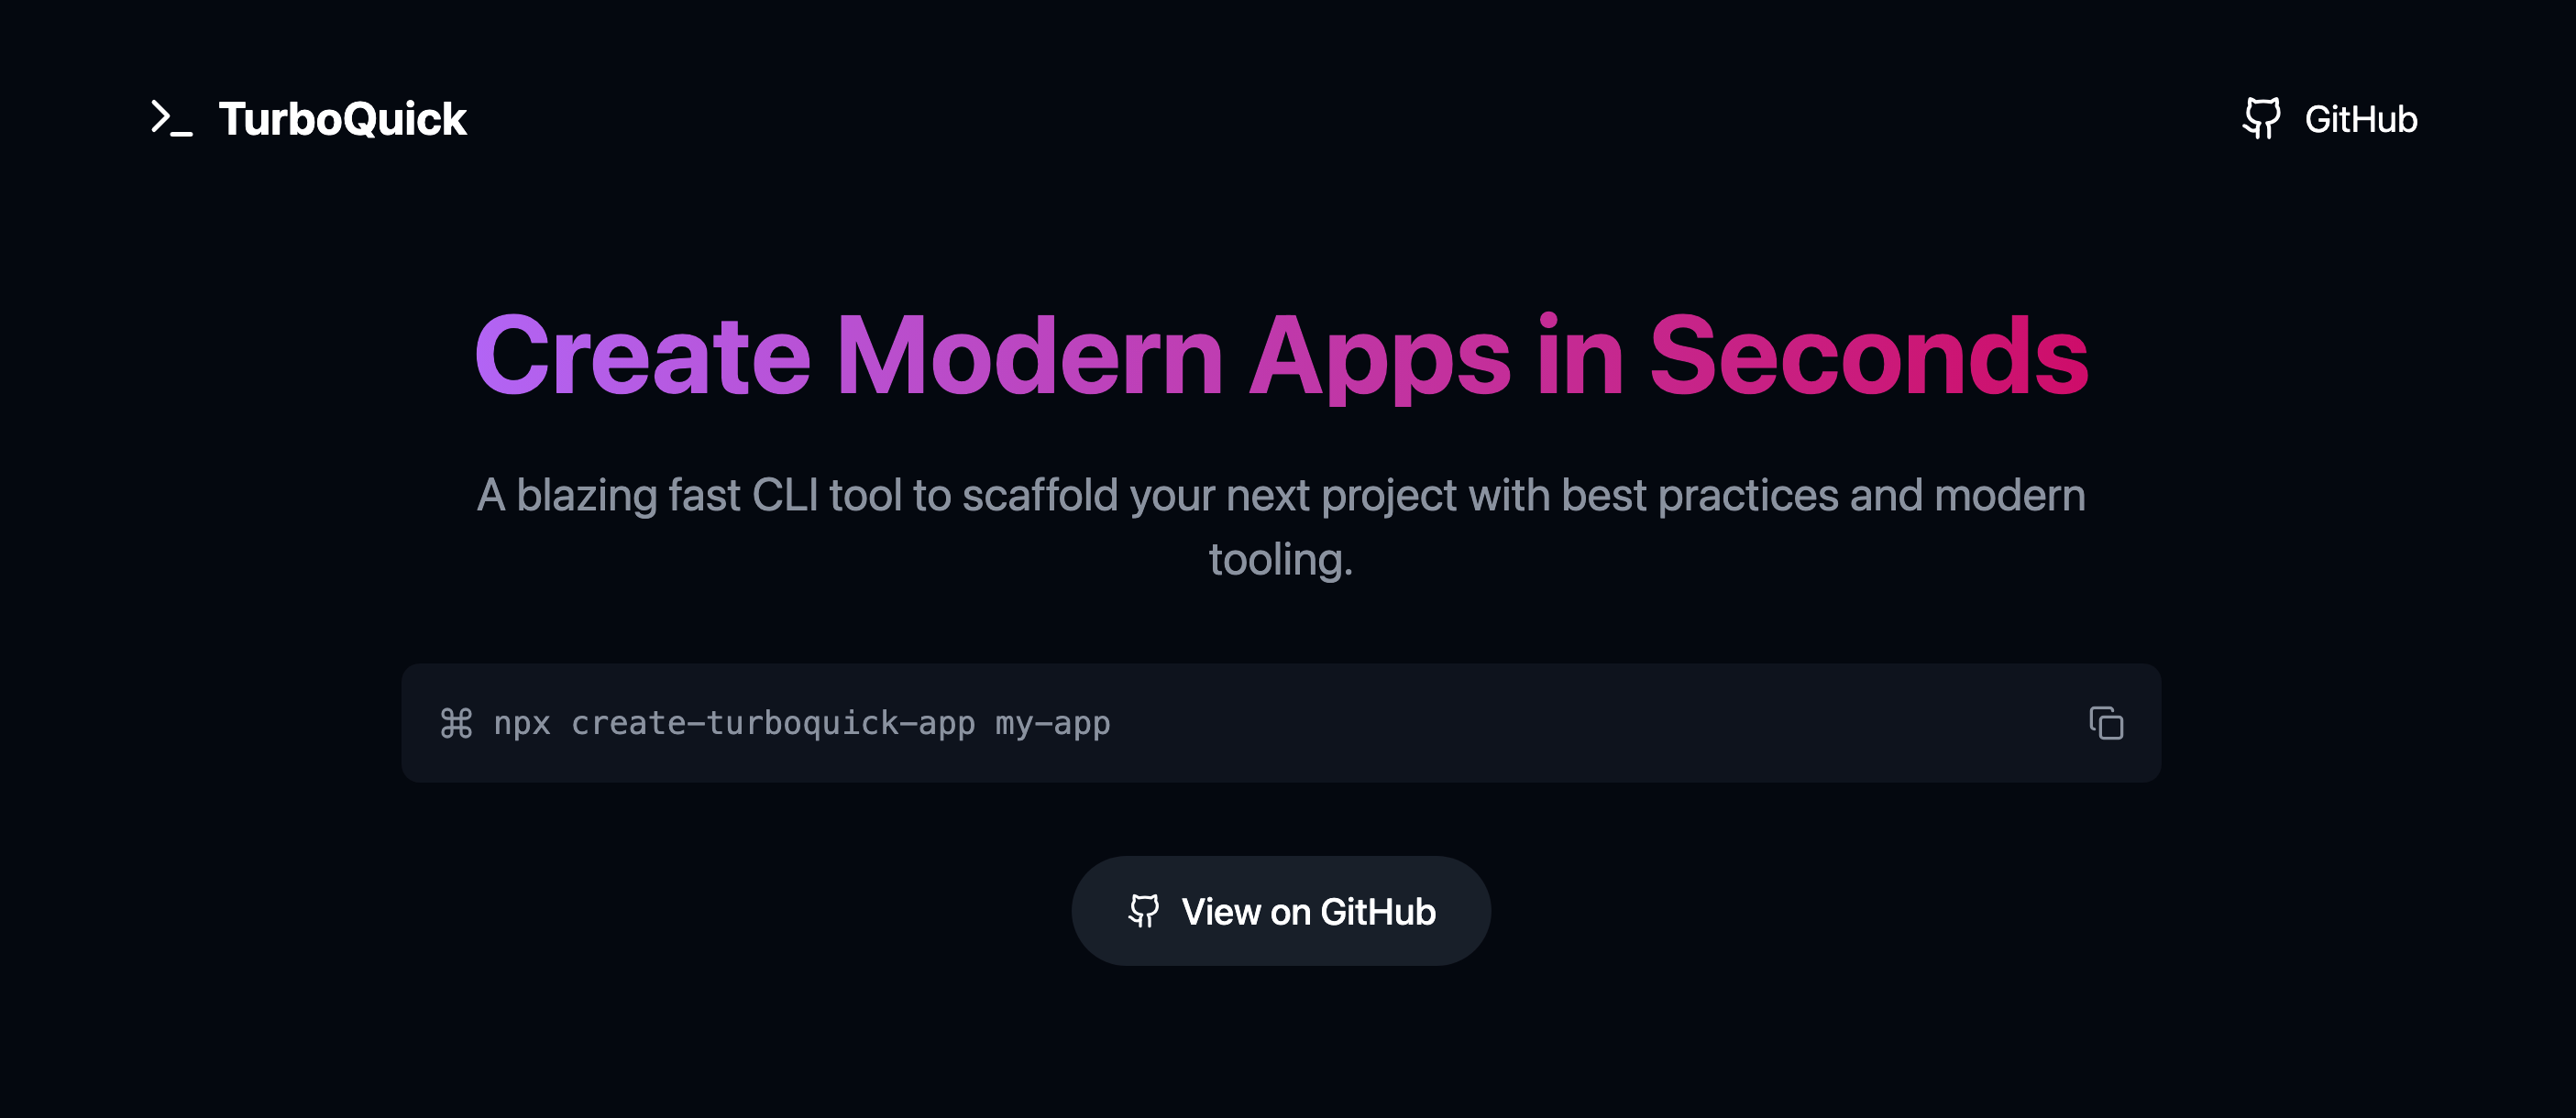 TurboQuick
GitHub
Create Modern Apps in Seconds
A blazing fast CLI tool to scaffold your next project with best practices and modern
tooling.
⌘ npx create-turboquick-app my-app
View on GitHub